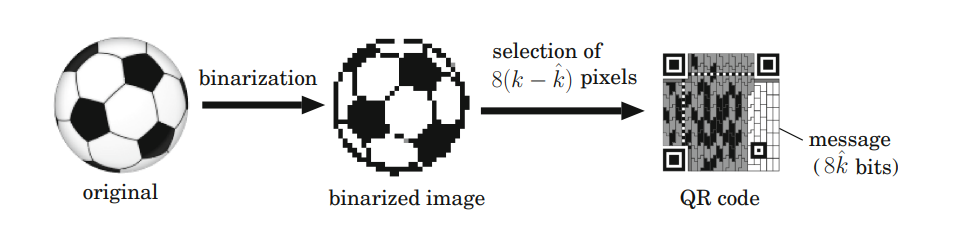 original
binarization
binarized image
selection of
8(k − k̂) pixels
QR code
message
(8k̂ bits)